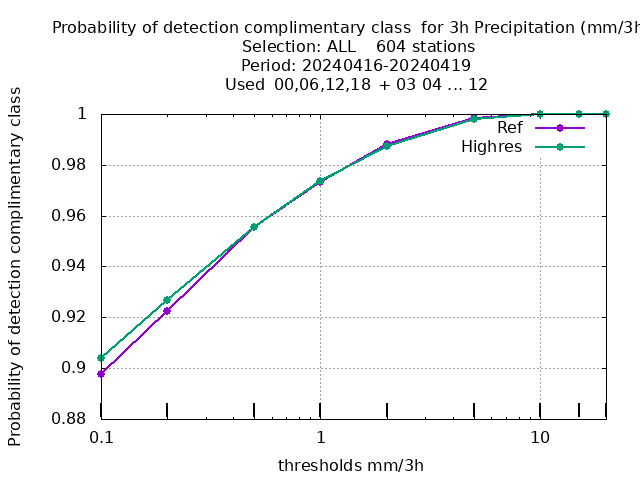 Probability of detection complimentary class  for 3h Precipitation (mm/3h
Selection: ALL    604 stations
Period: 20240416-20240419
Used  00,06,12,18  + 03 04 ... 12
Probability of detection complimentary class
1
0.98
0.96
0.94
0.92
0.9
0.88
Ref
Highres
0.1
1
10
thresholds mm/3h